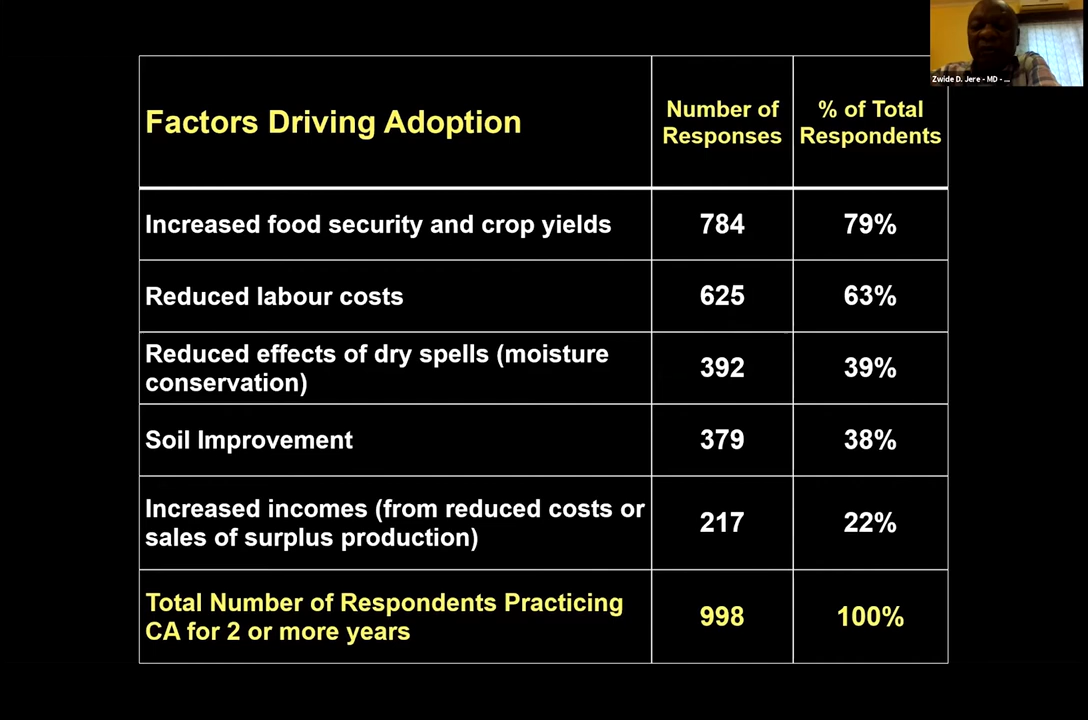 Zwide D. Jere - MD - ...
Factors Driving Adoption
Number of
Responses
% of Total
Respondents
Increased food security and crop yields
784
79%
Reduced labour costs
625
63%
Reduced effects of dry spells (moisture
conservation)
392
39%
Soil Improvement
379
38%
Increased incomes (from reduced costs or
sales of surplus production)
217
22%
Total Number of Respondents Practicing
CA for 2 or more years
998
100%